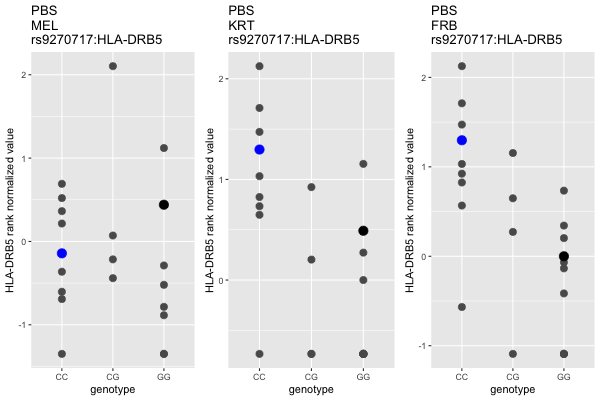 PBS
MEL
rs9270717:HLA-DRB5
HLA-DRB5 rank normalized value
2
1
0
-1
CC
CG
GG
genotype
PBS
KRT
rs9270717:HLA-DRB5
HLA-DRB5 rank normalized value
2
1
0
CC
CG
GG
genotype
PBS
FRB
rs9270717:HLA-DRB5
HLA-DRB5 rank normalized value
2
1
0
-1
CC
CG
GG
genotype